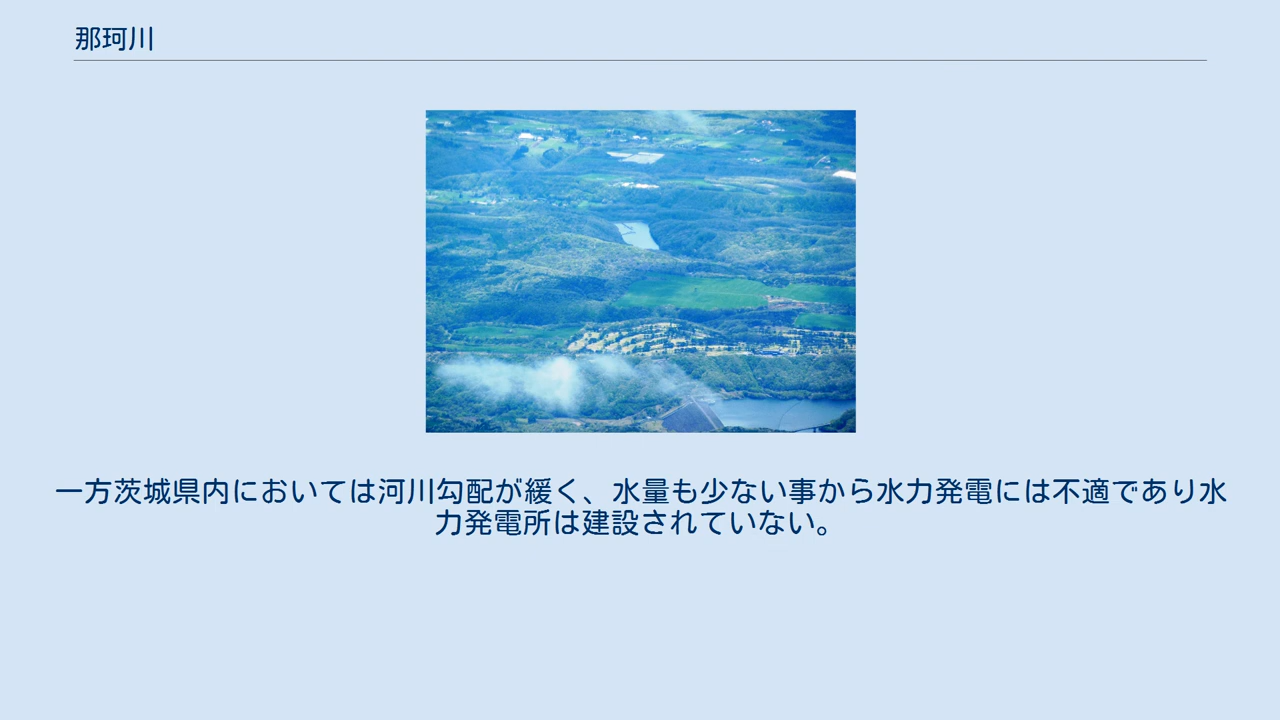 那珂川
一方茨城県内においては河川勾配が緩く、水量も少ない事から水力発電には不適であり水
力発電所は建設されていない。